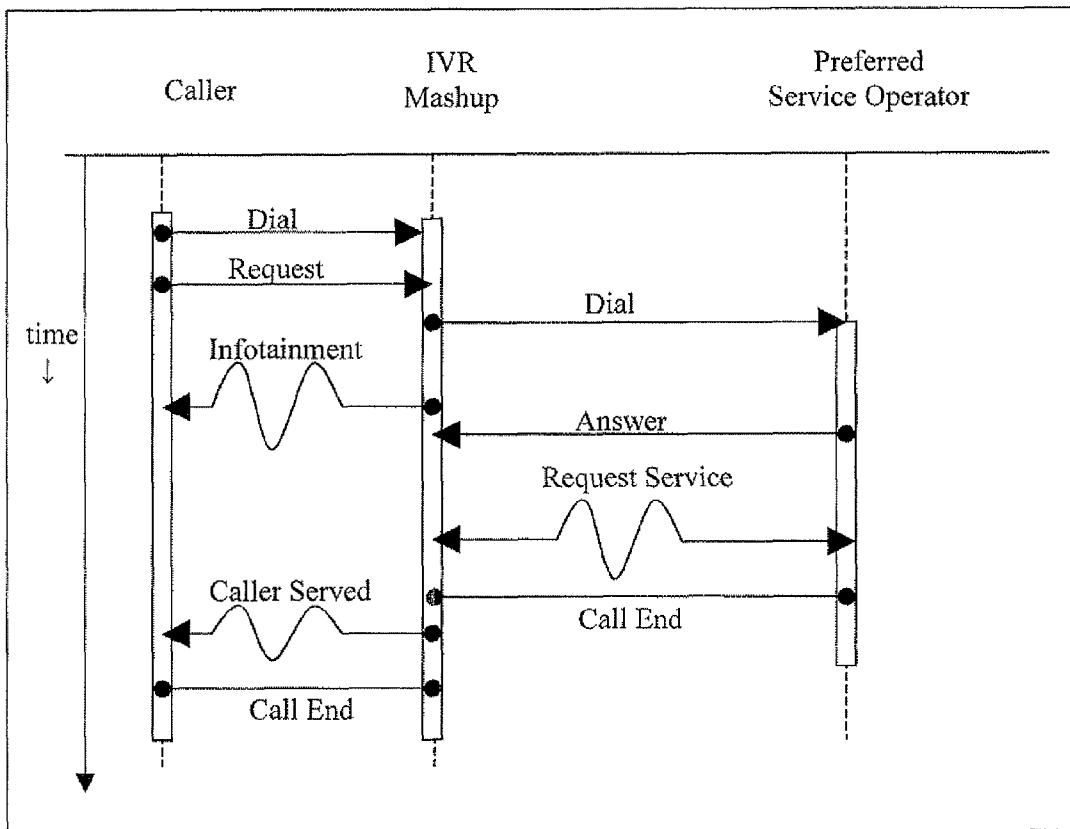 Caller
IVR
Mashup
Preferred
Service Operator
Dial
Request
Dial
time
↓
Infotainment
Answer
Request Service
Caller Served
Call End
Call End